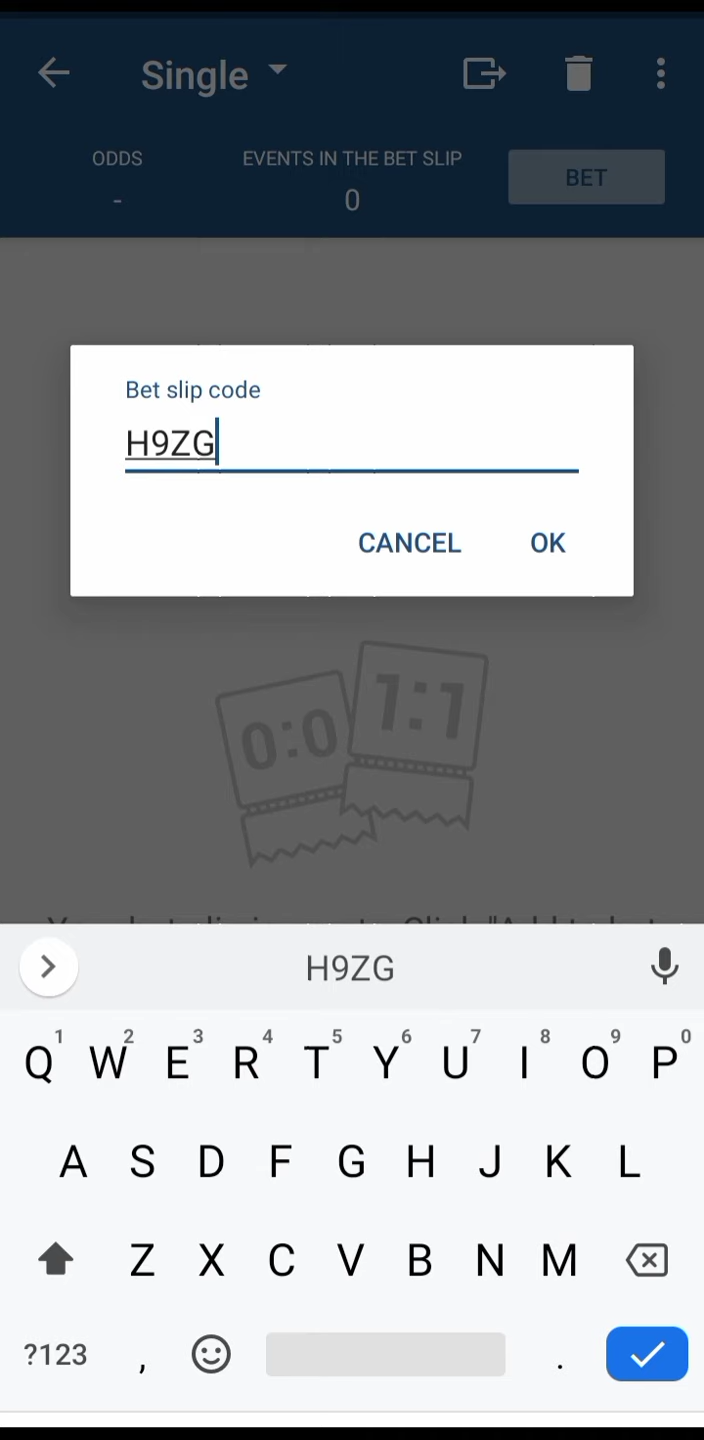 Single
ODDS EVENTS IN THE BET SLIP BET
- 0
Bet slip code
H9ZG
CANCEL OK
0:0 1:1
H9ZG
1 2 3 4 5 6 7 8 9 0
Q W E R T Y U I O P
A S D F G H J K L
Z X C V B N M
?123 , .